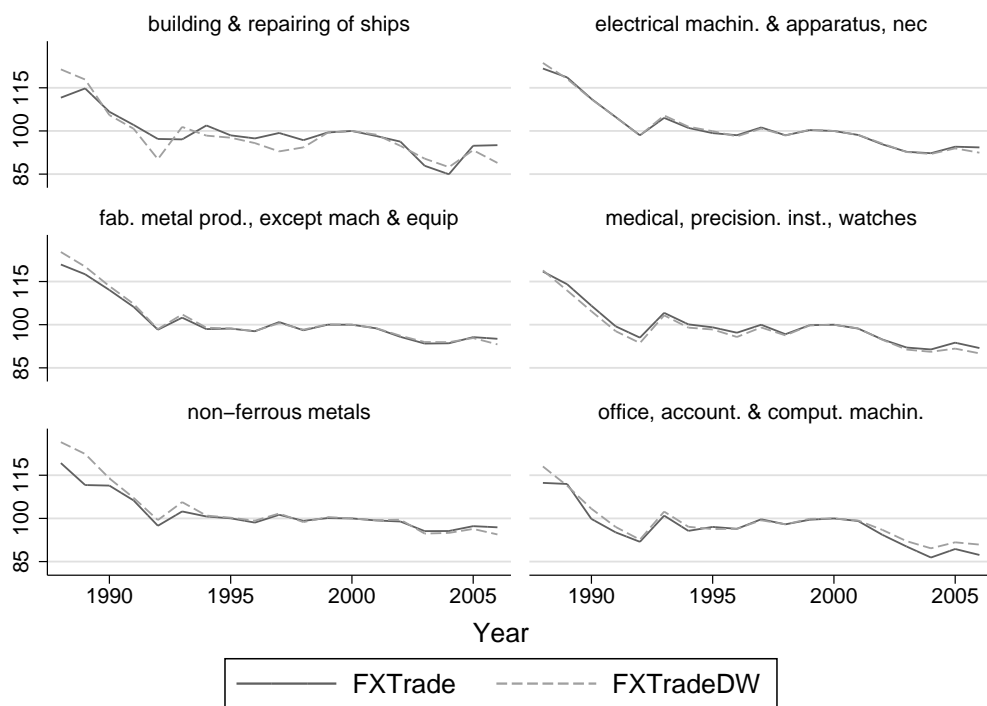 building & repairing of ships
electrical machin. & apparatus, nec
115
100
85
fab. metal prod., except mach & equip
medical, precision. inst., watches
115
100
85
non−ferrous metals
office, account. & comput. machin.
115
100
85
1990 1995 2000 2005
1990 1995 2000 2005
Year
FXTrade FXTradeDW